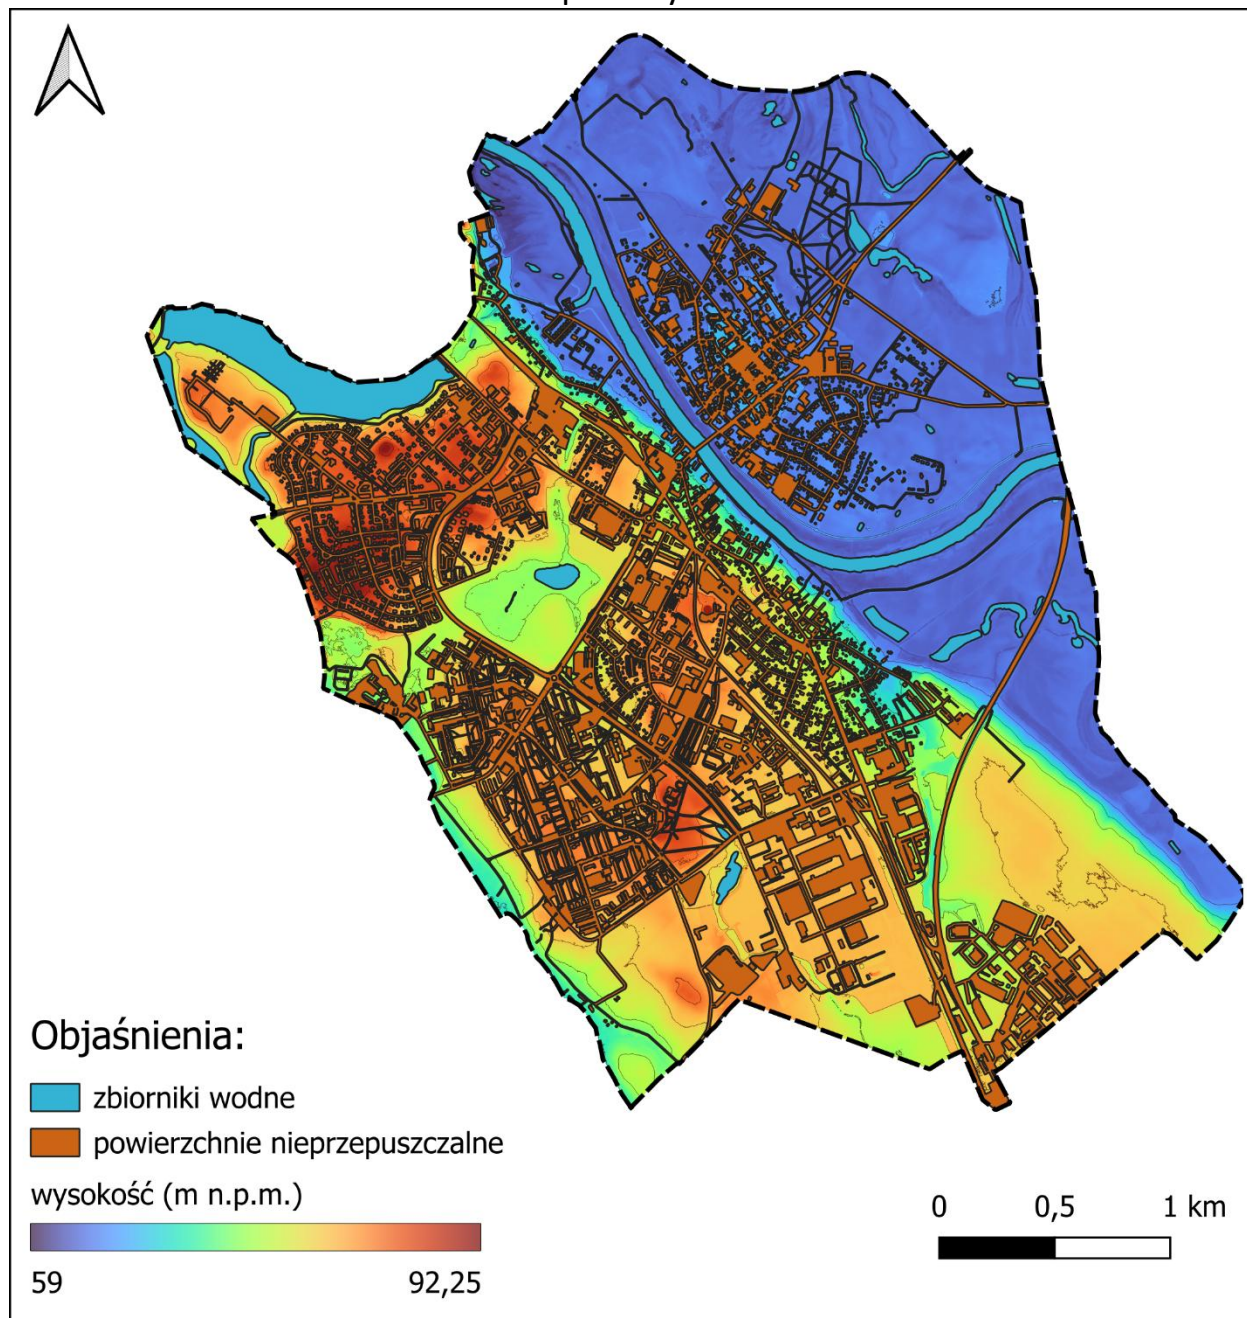 Objaśnienia:
zbiorniki wodne
powierzchnie nieprzepuszczalne
wysokość (m n.p.m.)
59 92,25
0 0,5 1 km